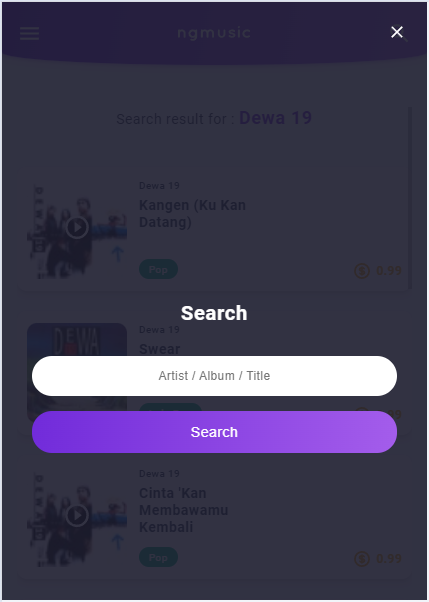 ngmusic
Search result for : Dewa 19
Dewa 19
Kangen (Ku Kan
Datang)
Pop
0.99
Search
DEWA
Dewa 19
Swear
Artist / Album / Title
Search
Dewa 19
Cinta 'Kan
Membawamu
Kembali
Pop
0.99